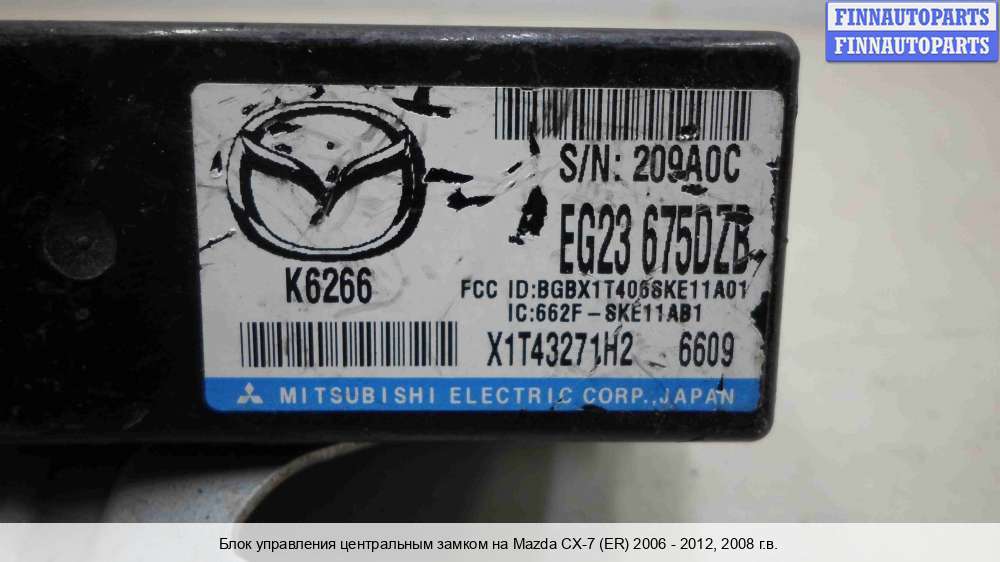 FINNAUTOPARTS
FINNAUTOPARTS
S/N: 209A0C
EG23 675DZB
K6266
FCC ID:BGBX1T4068KE11A01
IC:662F-SKE11AB1
X1T43271H2 6609
MITSUBISHI ELECTRIC CORP.,JAPAN
Блок управления центральным замком на Mazda CX-7 (ER) 2006 - 2012, 2008 г.в.